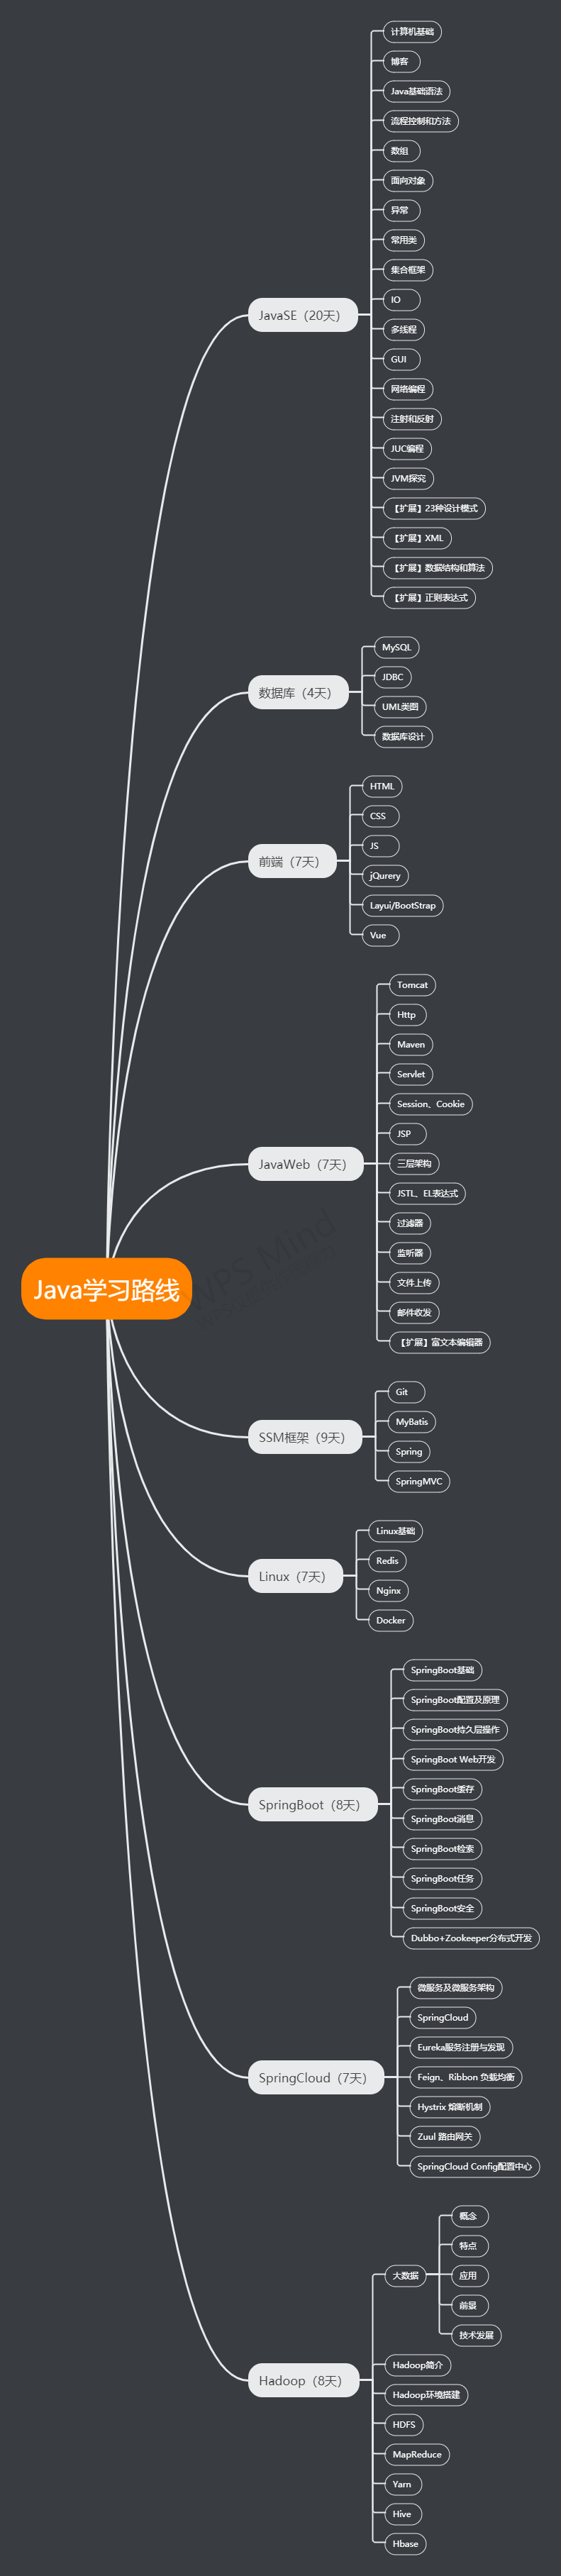 Java学习路线
JavaSE（20天）
计算机基础
博客
Java基础语法
流程控制和方法
数组
面向对象
异常
常用类
集合框架
IO
多线程
GUI
网络编程
注射和反射
JUC编程
JVM探究
【扩展】23种设计模式
【扩展】XML
【扩展】数据结构和算法
【扩展】正则表达式
数据库（4天）
MySQL
JDBC
UML类图
数据库设计
前端（7天）
HTML
CSS
JS
jQurery
Layui/BootStrap
Vue
JavaWeb（7天）
Tomcat
Http
Maven
Servlet
Session、Cookie
JSP
三层架构
JSTL、EL表达式
过滤器
监听器
文件上传
邮件收发
【扩展】富文本编辑器
SSM框架（9天）
Git
MyBatis
Spring
SpringMVC
Linux（7天）
Linux基础
Redis
Nginx
Docker
SpringBoot（8天）
SpringBoot基础
SpringBoot配置及原理
SpringBoot持久层操作
SpringBoot Web开发
SpringBoot缓存
SpringBoot消息
SpringBoot检索
SpringBoot任务
SpringBoot安全
Dubbo+Zookeeper分布式开发
SpringCloud（7天）
微服务及微服务架构
SpringCloud
Eureka服务注册与发现
Feign、Ribbon 负载均衡
Hystrix 熔断机制
Zuul 路由网关
SpringCloud Config配置中心
Hadoop（8天）
大数据
概念
特点
应用
前景
技术发展
Hadoop简介
Hadoop环境搭建
HDFS
MapReduce
Yarn
Hive
Hbase
WPS Mind